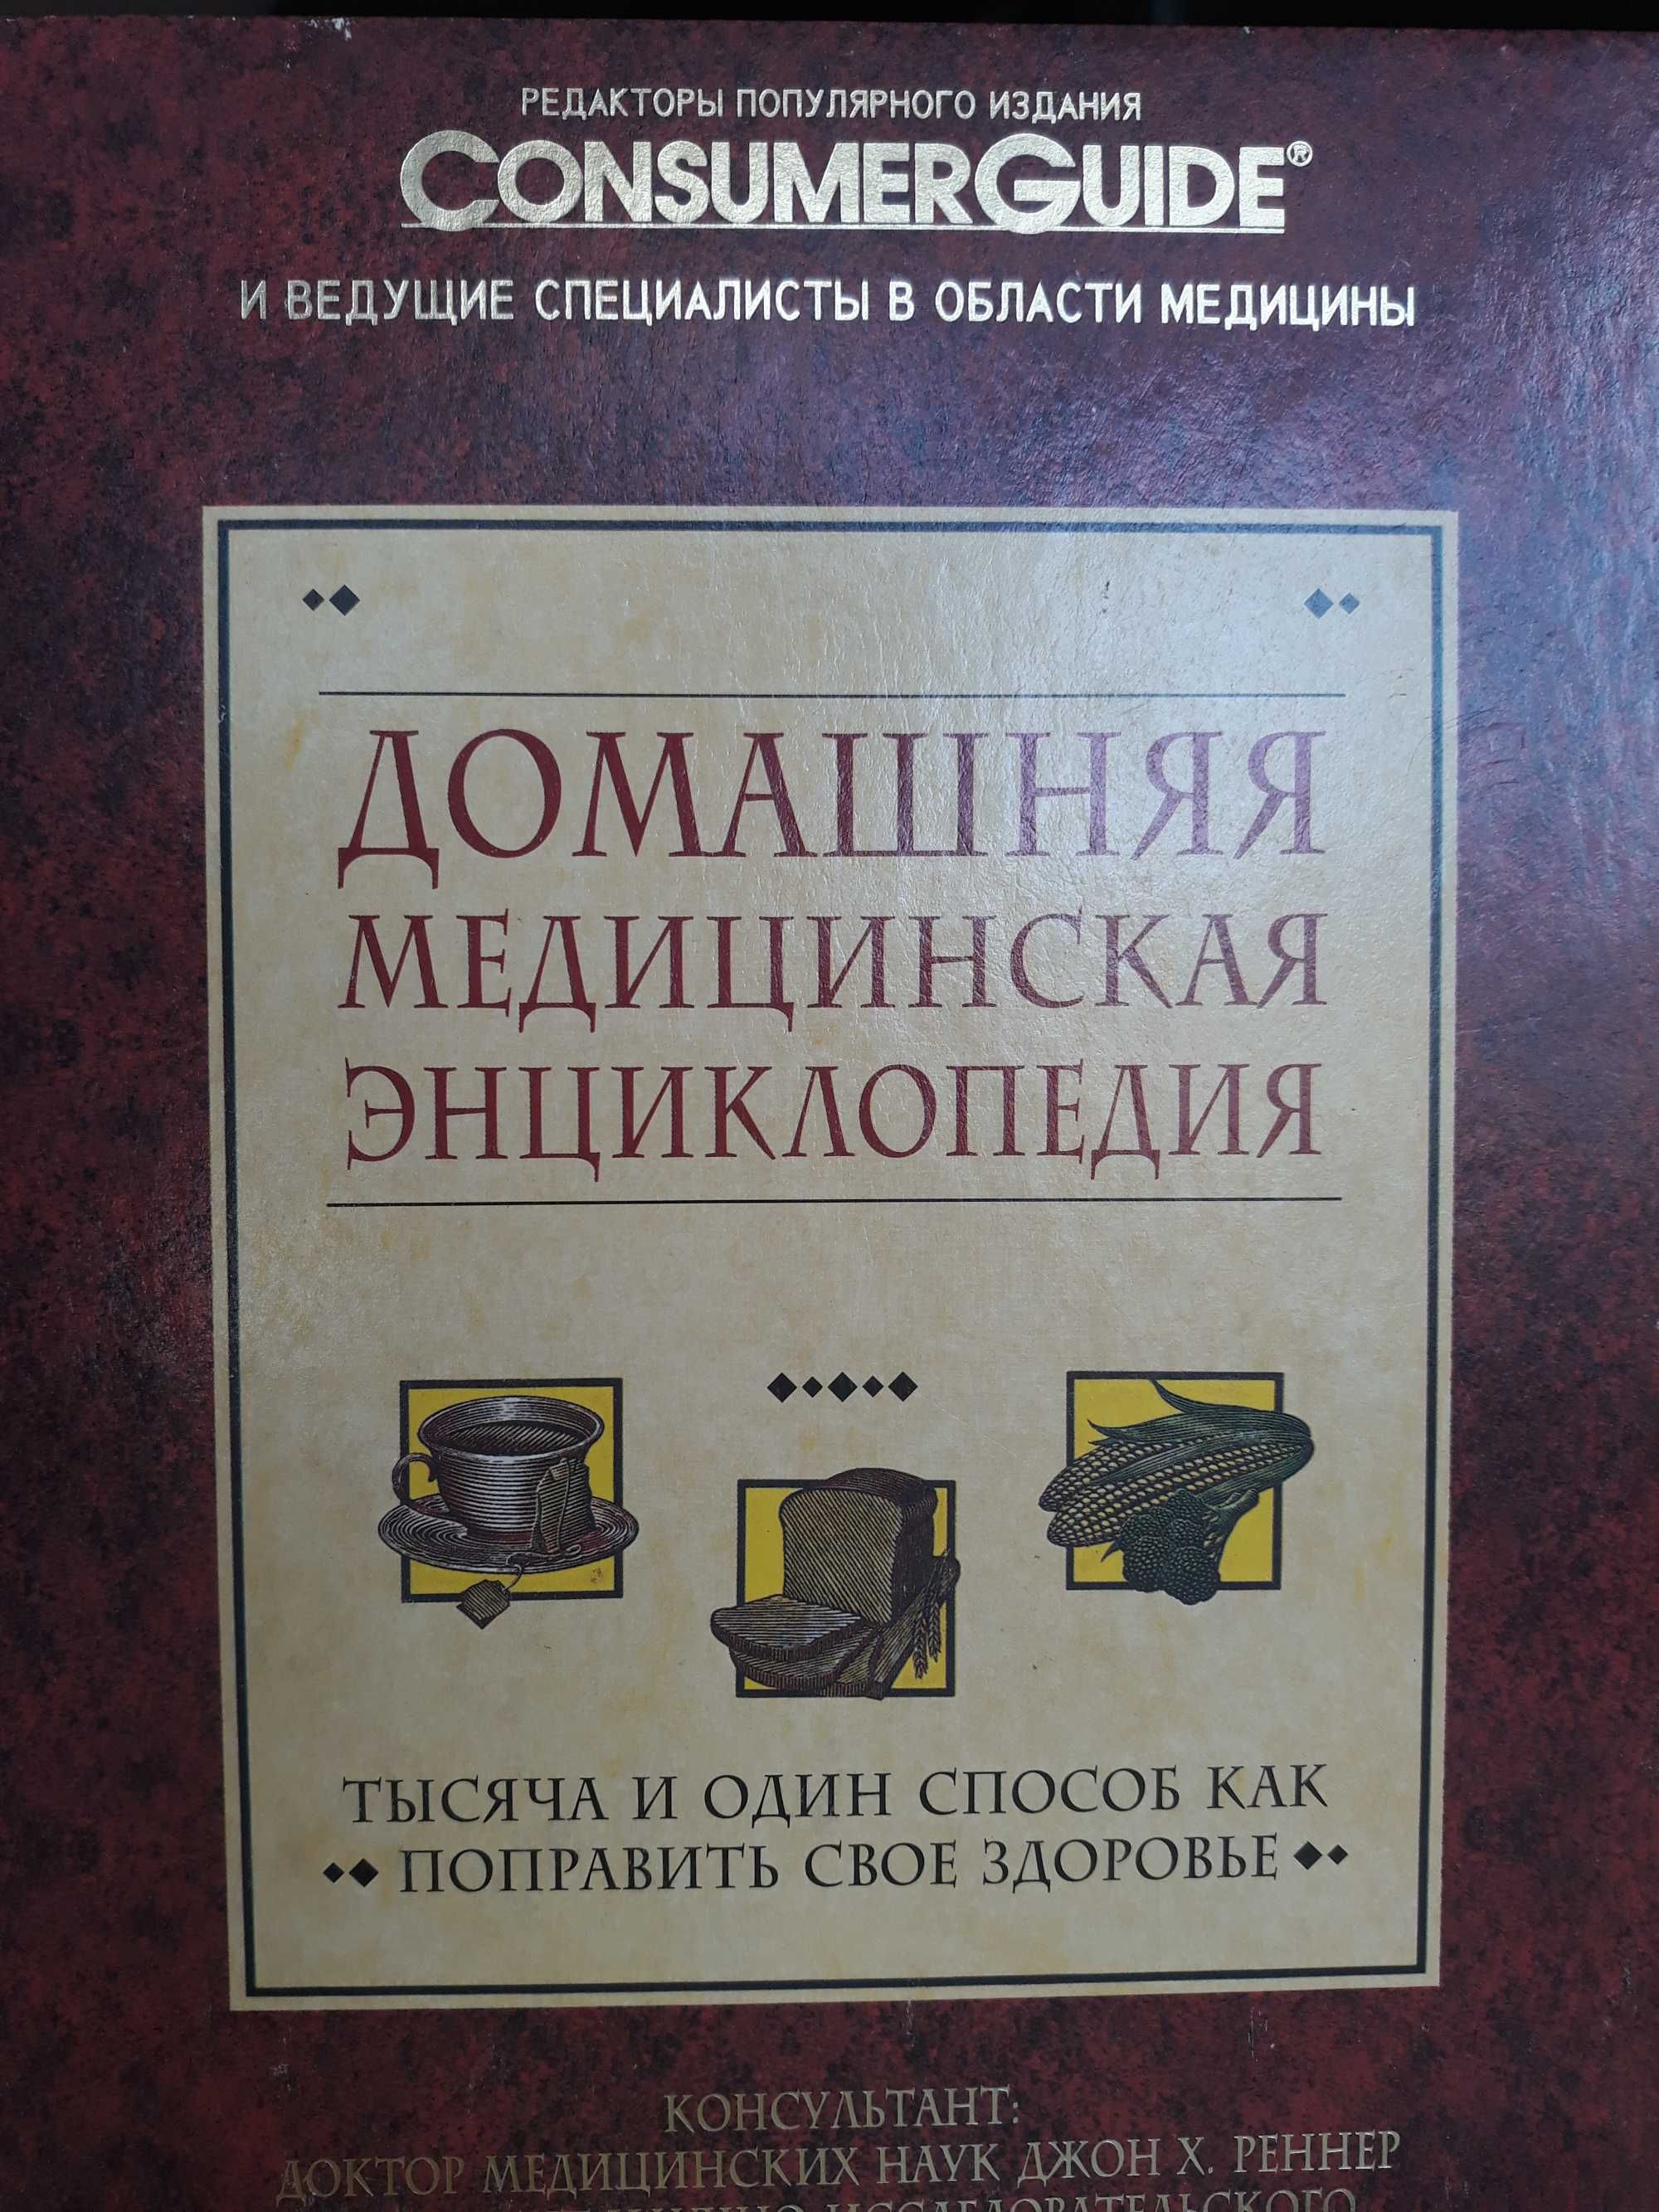 РЕДАКТОРЫ ПОПУЛЯРНОГО ИЗДАНИЯ
CONSUMERGUIDE®
И ВЕДУЩИЕ СПЕЦИАЛИСТЫ В ОБЛАСТИ МЕДИЦИНЫ
ДОМАШНЯЯ
МЕДИЦИНСКАЯ
ЭНЦИКЛОПЕДИЯ
ТЫСЯЧА И ОДИН СПОСОБ КАК
ПОПРАВИТЬ СВОЕ ЗДОРОВЬЕ
КОНСУЛЬТАНТ:
ДОКТОР МЕДИЦИНСКИХ НАУК ДЖОН Х. РЕННЕР
ИССЛЕДОВАТЕЛЬСКОГО